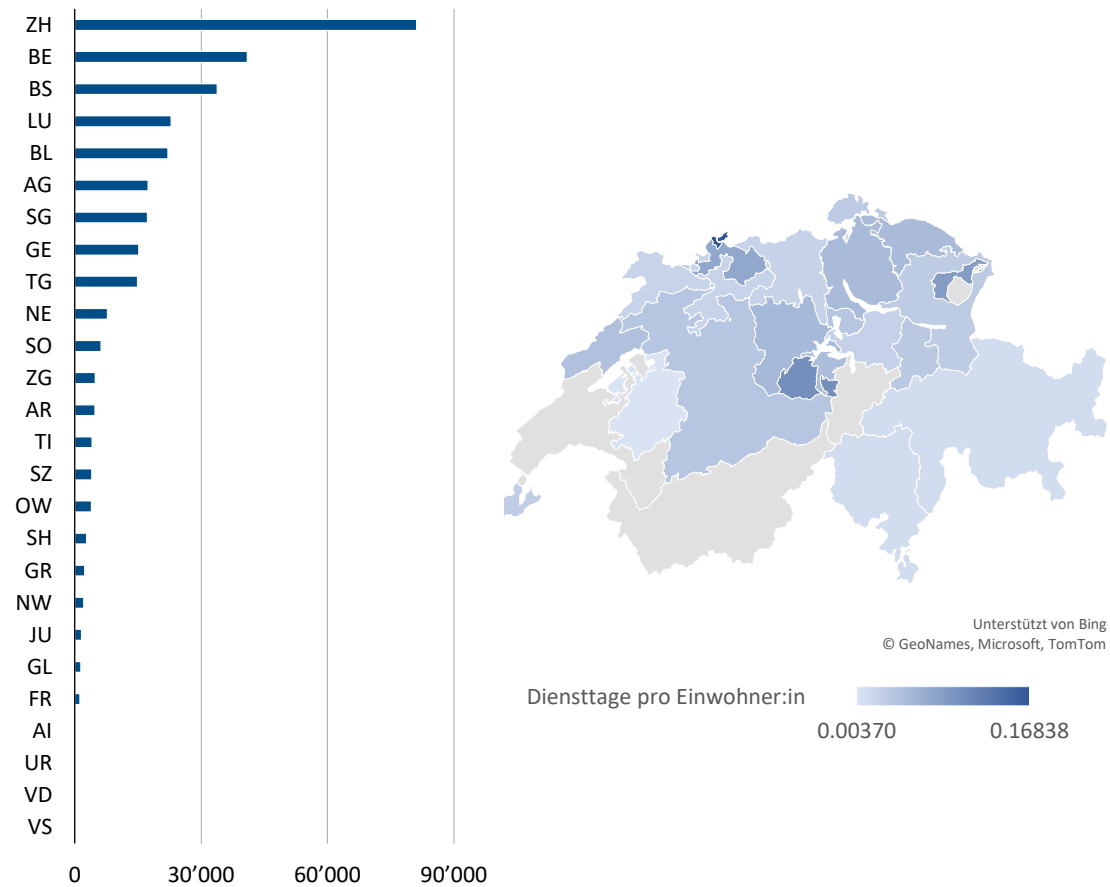 ZH
BE
BS
LU
BL
AG
SG
GE
TG
NE
SO
ZG
AR
TI
SZ
OW
SH
GR
NW
JU
GL
FR
AI
UR
VD
VS
0 30’000 60’000 90’000
Unterstützt von Bing
© GeoNames, Microsoft, TomTom
Diensttage pro Einwohner:in
0.00370 0.16838